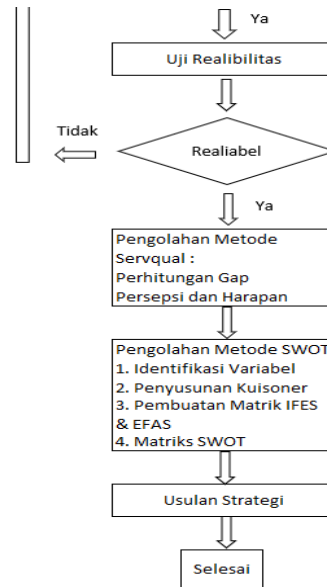 Ya
Uji Realibilitas
Tidak
Realiabel
Ya
Pengolahan Metode
Servqual :
Perhitungan Gap
Persepsi dan Harapan
Pengolahan Metode SWOT
1. Identifikasi Variabel
2. Penyusunan Kuisoner
3. Pembuatan Matrik IFES
& EFAS
4. Matriks SWOT
Usulan Strategi
Selesai